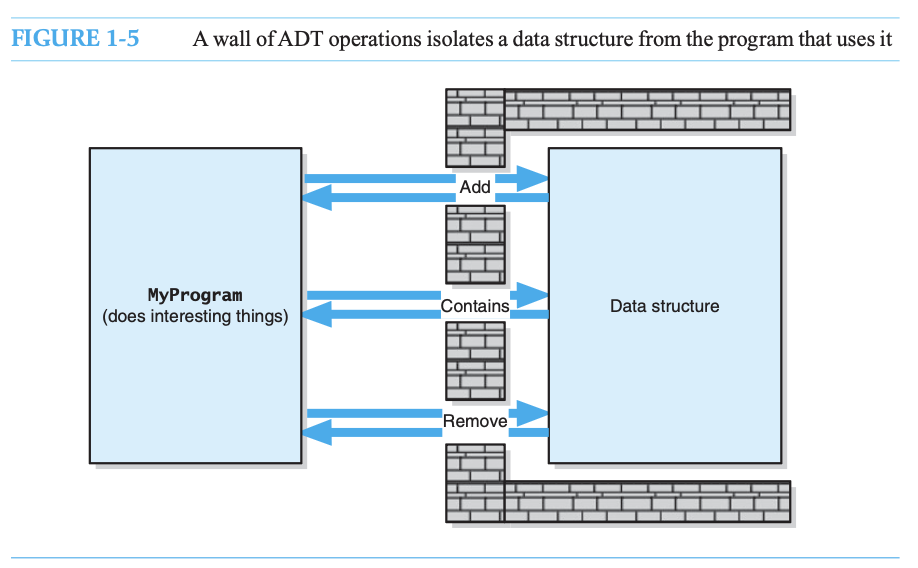 FIGURE 1-5 A wall of ADT operations isolates a data structure from the program that uses it
Add
MyProgram
(does interesting things)
Contains
Data structure
Remove